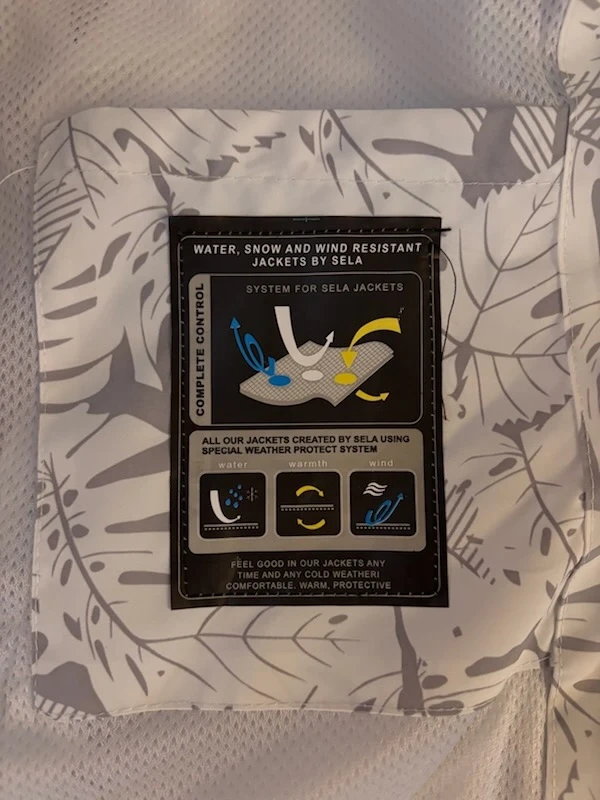 WATER, SNOW AND WIND RESISTANT
JACKETS BY SELA
COMPLETE CONTROL
SYSTEM FOR SELA JACKETS
ALL OUR JACKETS CREATED BY SELA USING
SPECIAL WEATHER PROTECT SYSTEM
water warmth wind
FEEL GOOD IN OUR JACKETS ANY
TIME AND ANY COLD WEATHER!
COMFORTABLE. WARM, PROTECTIVE